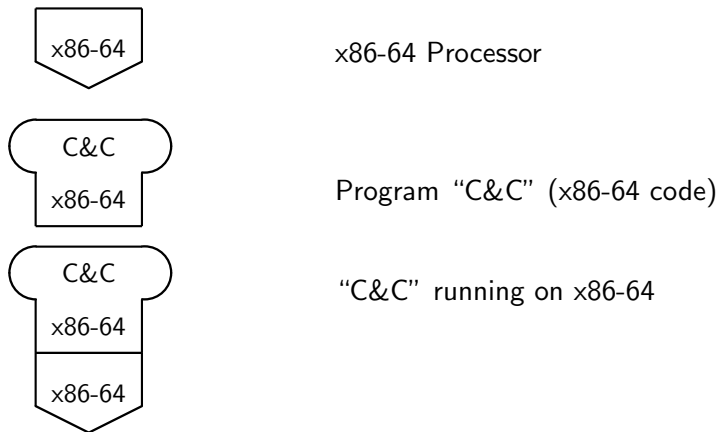 x86-64
x86-64 Processor
C&C
x86-64
Program “C&C” (x86-64 code)
C&C
“C&C” running on x86-64
x86-64
x86-64